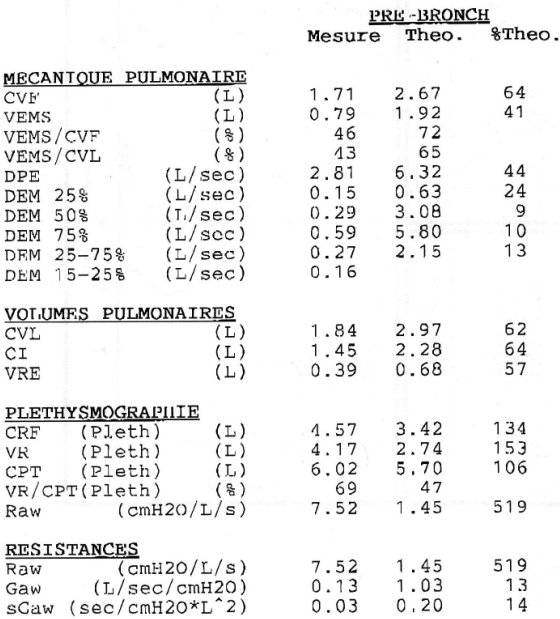 PRE-BRONCH
Mesure Theo. %Theo.
MECANIQUE PULMONAIRE
CVF (L) 1.71 2.67 64
VEMS (L) 0.79 1.92 41
VEMS/CVF (%) 46 72
VEMS/CVL (%) 43 65
DPE (L/sec) 2.81 6.32 44
DEM 25% (L/sec) 0.15 0.63 24
DEM 50% (L/sec) 0.29 3.08 9
DEM 75% (L/sec) 0.59 5.80 10
DEM 25-75% (L/sec) 0.27 2.15 13
DEM 15-25% (L/sec) 0.16
VOLUMES PULMONAIRES
CVL (L) 1.84 2.97 62
CI (L) 1.45 2.28 64
VRE (L) 0.39 0.68 57
PLETHYSMOGRAPHIE
CRF (Pleth) (L) 4.57 3.42 134
VR (Pleth) (L) 4.17 2.74 153
CPT (Pleth) (L) 6.02 5.70 106
VR/CPT(Pleth) (%) 69 47
Raw (cmH2O/L/s) 7.52 1.45 519
RESISTANCES
Raw (cmH2O/L/s) 7.52 1.45 519
Gaw (L/sec/cmH2O) 0.13 1.03 13
sGaw (sec/cmH2O*L^2) 0.03 0.20 14